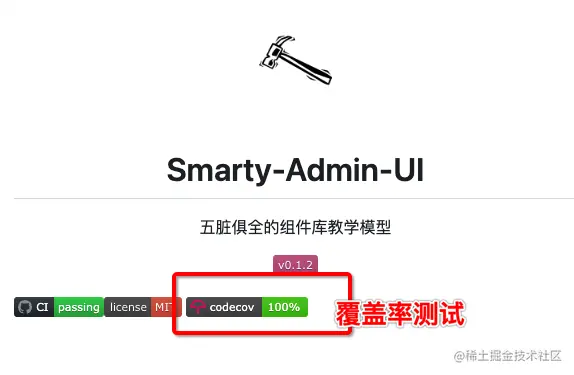 Smarty-Admin-UI
五脏俱全的组件库教学模型
v0.1.2
CI passing license MIT codecov 100%
覆盖率测试
@稀土掘金技术社区